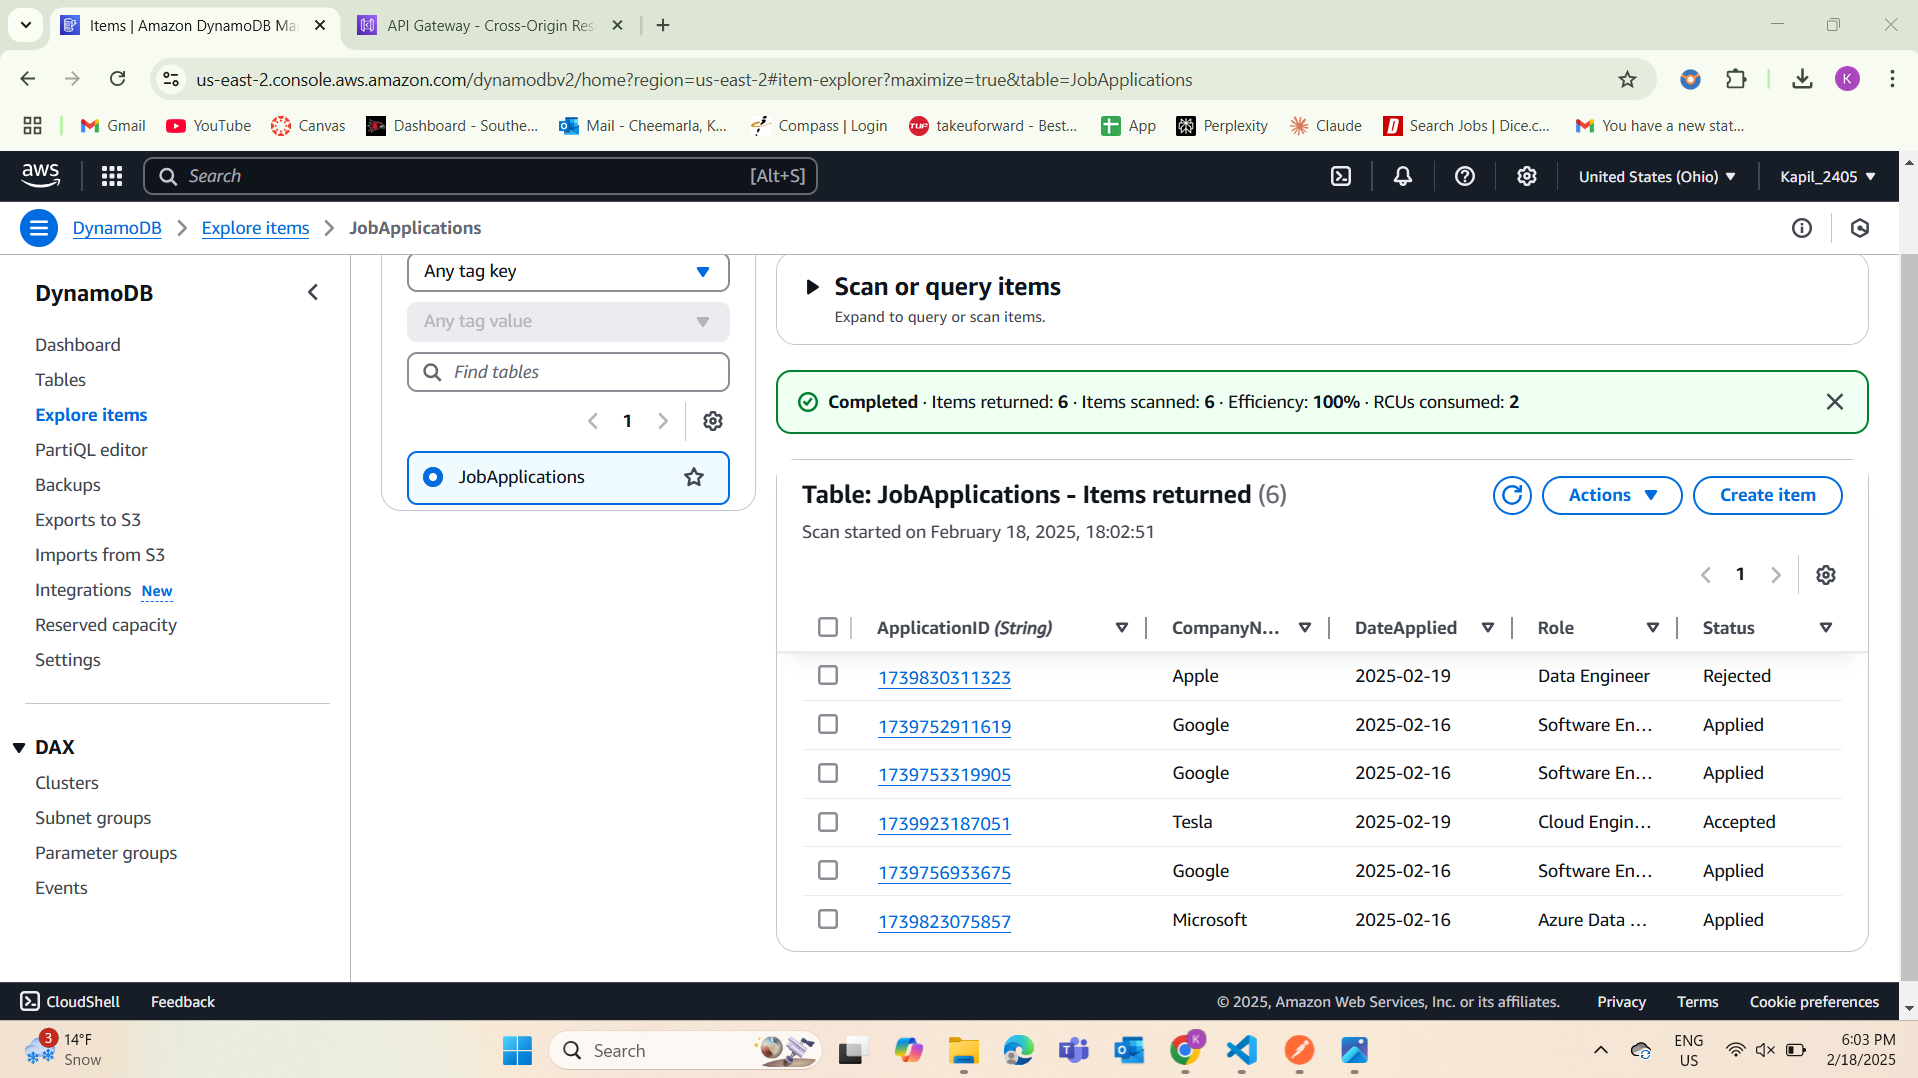 Items | Amazon DynamoDB Ma
API Gateway - Cross-Origin Res
us-east-2.console.aws.amazon.com/dynamodbv2/home?region=us-east-2#item-explorer?maximize=true&table=JobApplications
K
Gmail
YouTube
Canvas
Dashboard - Southe...
Mail - Cheemarla, K...
Compass | Login
TUF
takeuforward - Best...
App
Perplexity
Claude
Search Jobs | Dice.c...
You have a new stat...
aws
Search
[Alt+S]
United States (Ohio)
Kapil_2405
DynamoDB
Explore items
JobApplications
DynamoDB
Dashboard
Tables
Explore items
PartiQL editor
Backups
Exports to S3
Imports from S3
Integrations New
Reserved capacity
Settings
DAX
Clusters
Subnet groups
Parameter groups
Events
Any tag key
Any tag value
Find tables
1
JobApplications
Scan or query items
Expand to query or scan items.
Completed · Items returned: 6 · Items scanned: 6 · Efficiency: 100% · RCUs consumed: 2
Table: JobApplications - Items returned (6)
Actions
Create item
Scan started on February 18, 2025, 18:02:51
1
ApplicationID (String) CompanyN... DateApplied Role Status
1739830311323 Apple 2025-02-19 Data Engineer Rejected
1739752911619 Google 2025-02-16 Software En... Applied
1739753319905 Google 2025-02-16 Software En... Applied
1739923187051 Tesla 2025-02-19 Cloud Engin... Accepted
1739756933675 Google 2025-02-16 Software En... Applied
1739823075857 Microsoft 2025-02-16 Azure Data ... Applied
CloudShell
Feedback
© 2025, Amazon Web Services, Inc. or its affiliates.
Privacy
Terms
Cookie preferences
3
14°F
Snow
Search
K
ENG
US
6:03 PM
2/18/2025